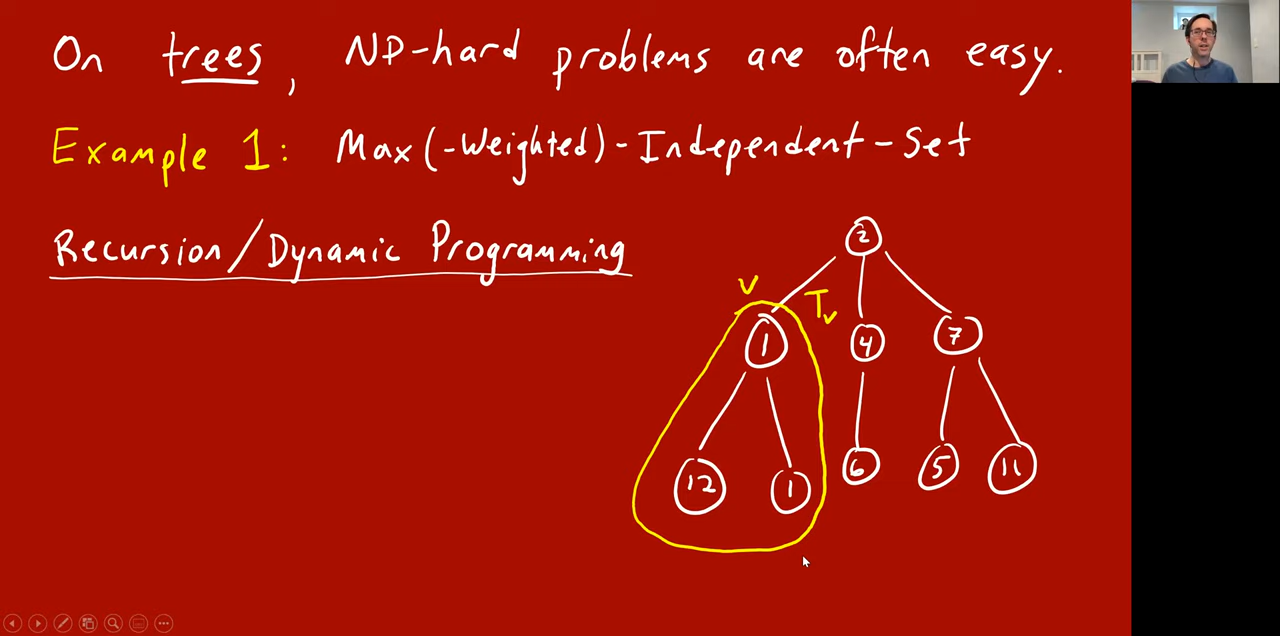 On trees, NP-hard problems are often easy.
Example 1: Max(-Weighted)-Independent-Set
Recursion/Dynamic Programming
2
v
Tv
1
4
7
12
1
6
5
11